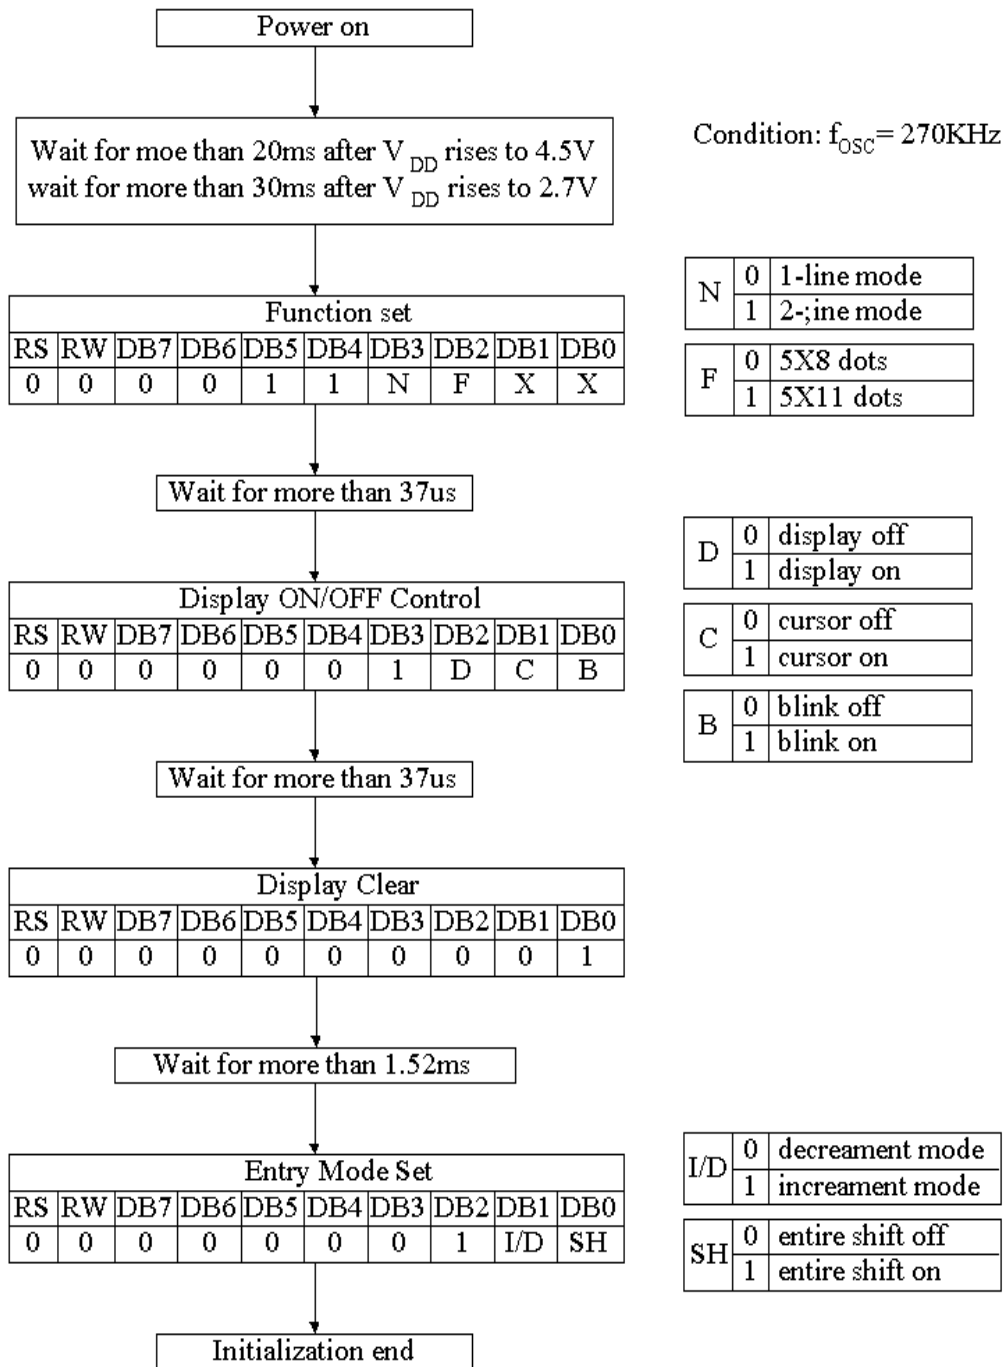 Power on
Wait for moe than 20ms after V DD rises to 4.5V
wait for more than 30ms after V DD rises to 2.7V
Condition: fOSC= 270KHz
Function set
RS RW DB7 DB6 DB5 DB4 DB3 DB2 DB1 DB0
0 0 0 0 1 1 N F X X
N 0 1-line mode
1 2-;ine mode
F 0 5X8 dots
1 5X11 dots
Wait for more than 37us
Display ON/OFF Control
RS RW DB7 DB6 DB5 DB4 DB3 DB2 DB1 DB0
0 0 0 0 0 0 1 D C B
D 0 display off
1 display on
C 0 cursor off
1 cursor on
B 0 blink off
1 blink on
Wait for more than 37us
Display Clear
RS RW DB7 DB6 DB5 DB4 DB3 DB2 DB1 DB0
0 0 0 0 0 0 0 0 0 1
Wait for more than 1.52ms
Entry Mode Set
RS RW DB7 DB6 DB5 DB4 DB3 DB2 DB1 DB0
0 0 0 0 0 0 0 1 I/D SH
I/D 0 decreament mode
1 increament mode
SH 0 entire shift off
1 entire shift on
Initialization end